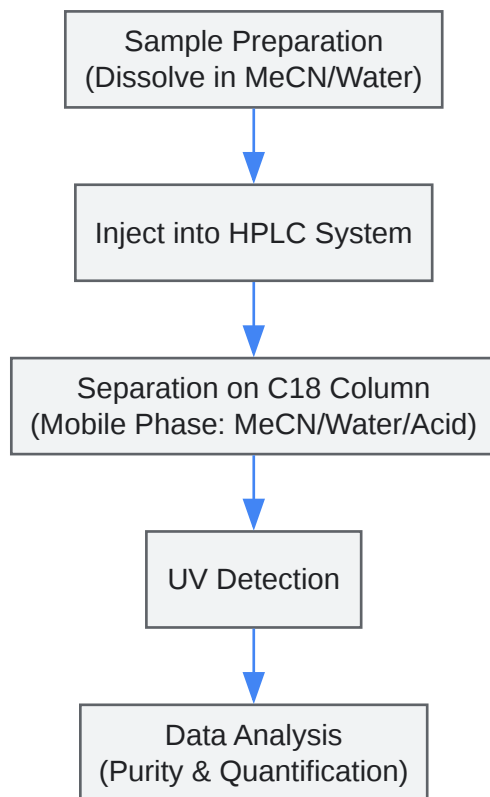 Sample Preparation
(Dissolve in MeCN/Water)
Inject into HPLC System
Separation on C18 Column
(Mobile Phase: MeCN/Water/Acid)
UV Detection
Data Analysis
(Purity & Quantification)